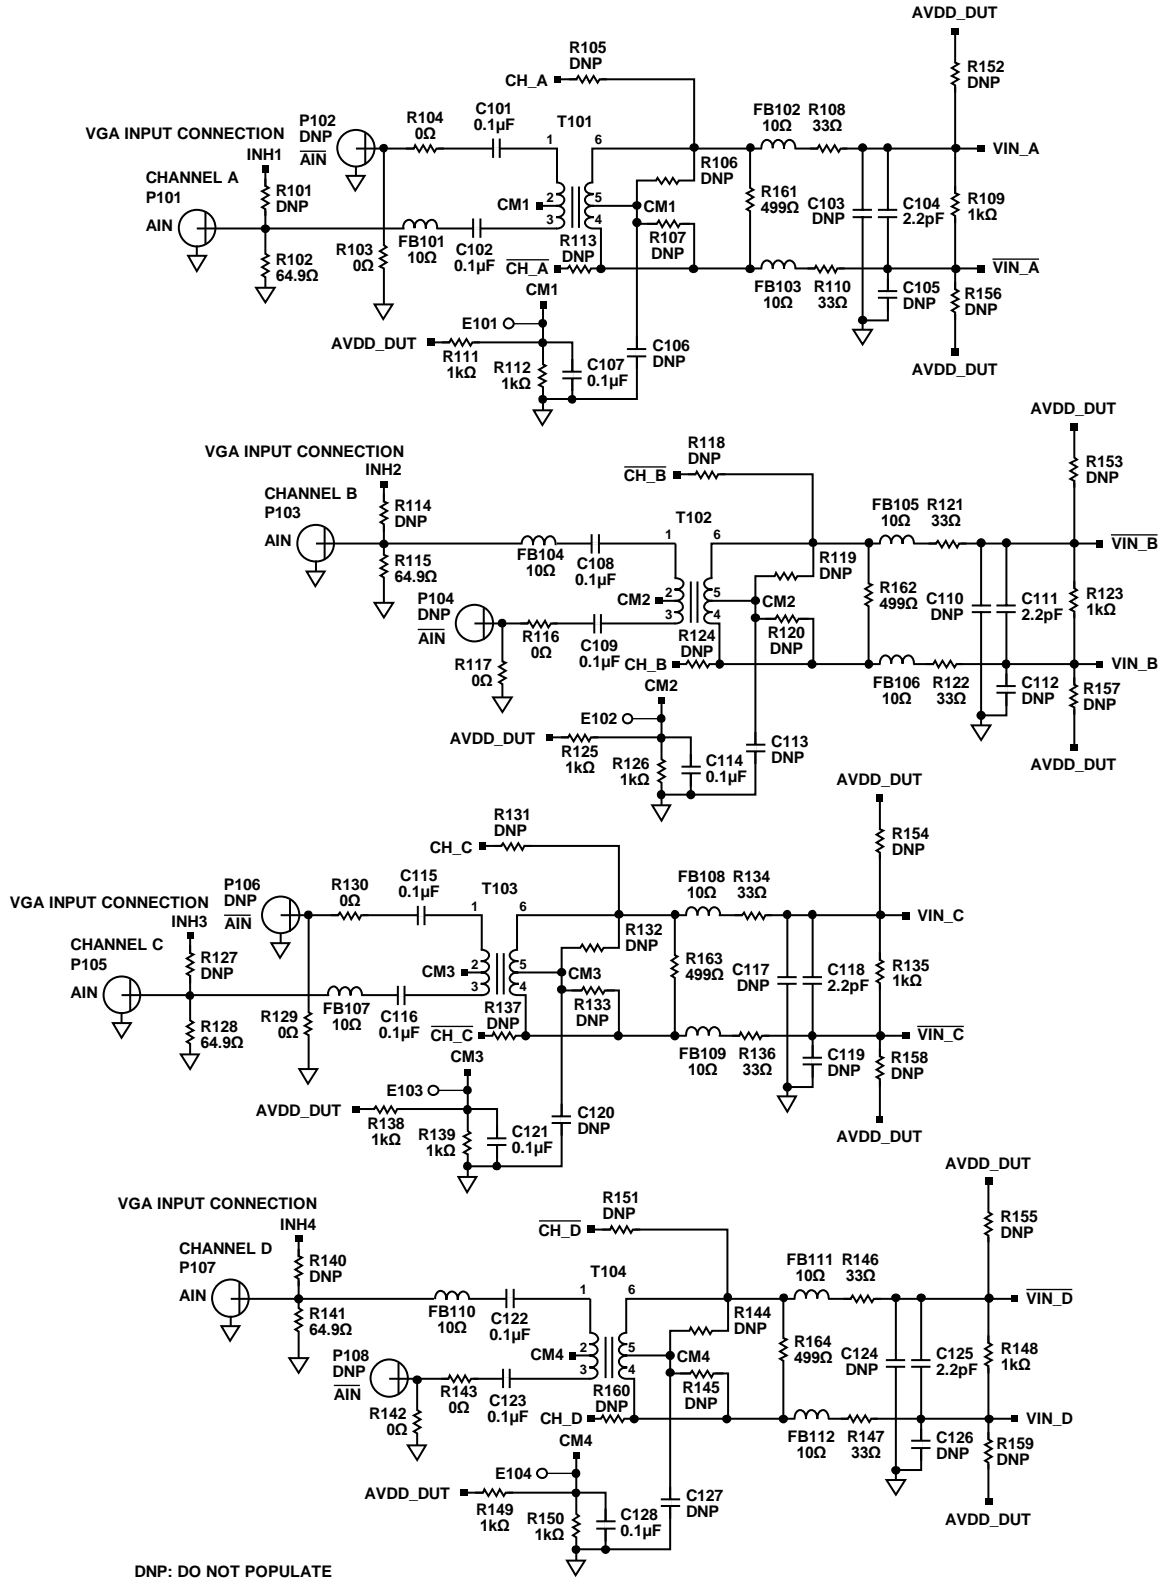 AVDD_DUT
R105
DNP
CH_A
R152
DNP
C101
0.1µF
T101
FB102
10Ω
R108
33Ω
P102
DNP
AIN
R104
0Ω
1
6
VIN_A
VGA INPUT CONNECTION
INH1
CHANNEL A
P101
R101
DNP
R106
DNP
R161
499Ω
C103
DNP
C104
2.2pF
R109
1kΩ
CM1
2
5
CM1
AIN
3
4
R102
64.9Ω
R103
0Ω
FB101
10Ω
C102
0.1µF
R113
DNP
R107
DNP
CH_A
VIN_A
FB103
10Ω
R110
33Ω
C105
DNP
R156
DNP
CM1
E101
AVDD_DUT
R111
1kΩ
R112
1kΩ
C107
0.1µF
C106
DNP
AVDD_DUT
AVDD_DUT
VGA INPUT CONNECTION
INH2
R118
DNP
CH_B
R153
DNP
CHANNEL B
P103
R114
DNP
T102
FB105
10Ω
R121
33Ω
AIN
1
6
VIN_B
R115
64.9Ω
FB104
10Ω
C108
0.1µF
R119
DNP
R162
499Ω
C110
DNP
C111
2.2pF
R123
1kΩ
P104
DNP
AIN
CM2
2
5
CM2
3
4
R116
0Ω
C109
0.1µF
R124
DNP
R120
DNP
R117
0Ω
CH_B
VIN_B
FB106
10Ω
R122
33Ω
C112
DNP
R157
DNP
CM2
E102
AVDD_DUT
R125
1kΩ
R126
1kΩ
C114
0.1µF
C113
DNP
AVDD_DUT
AVDD_DUT
R131
DNP
CH_C
R154
DNP
C115
0.1µF
T103
FB108
10Ω
R134
33Ω
P106
DNP
AIN
R130
0Ω
1
6
VIN_C
VGA INPUT CONNECTION
INH3
CHANNEL C
P105
R127
DNP
R132
DNP
R163
499Ω
C117
DNP
C118
2.2pF
R135
1kΩ
CM3
2
5
CM3
AIN
3
4
R128
64.9Ω
R129
0Ω
FB107
10Ω
C116
0.1µF
R137
DNP
R133
DNP
CH_C
VIN_C
FB109
10Ω
R136
33Ω
C119
DNP
R158
DNP
CM3
E103
AVDD_DUT
R138
1kΩ
R139
1kΩ
C121
0.1µF
C120
DNP
AVDD_DUT
AVDD_DUT
VGA INPUT CONNECTION
INH4
R151
DNP
CH_D
R155
DNP
CHANNEL D
P107
R140
DNP
T104
FB111
10Ω
R146
33Ω
AIN
1
6
VIN_D
R141
64.9Ω
FB110
10Ω
C122
0.1µF
R144
DNP
R164
499Ω
C124
DNP
C125
2.2pF
R148
1kΩ
P108
DNP
AIN
CM4
2
5
CM4
3
4
R143
0Ω
C123
0.1µF
R160
DNP
R145
DNP
R142
0Ω
CH_D
VIN_D
FB112
10Ω
R147
33Ω
C126
DNP
R159
DNP
CM4
E104
AVDD_DUT
R149
1kΩ
R150
1kΩ
C128
0.1µF
C127
DNP
AVDD_DUT
DNP: DO NOT POPULATE